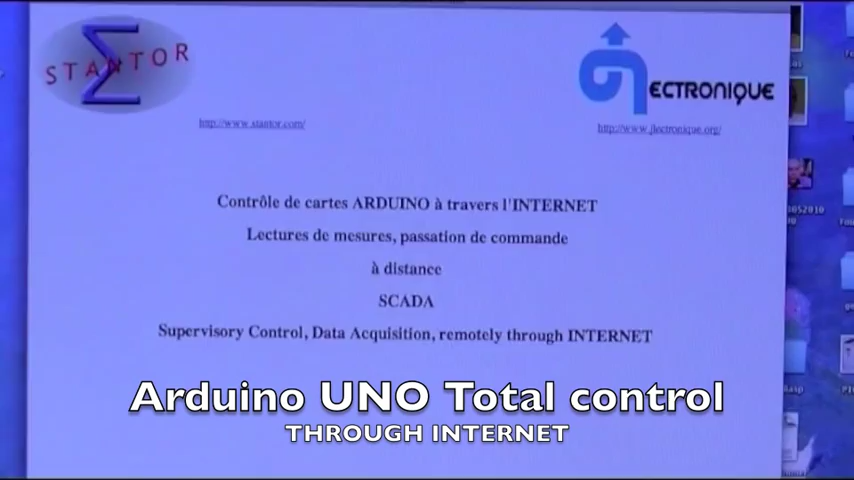 STANTOR
ECTRONIQUE
http://www.stantor.com/
http://www.jlectronique.org/
Contrôle de cartes ARDUINO à travers l'INTERNET
Lectures de mesures, passation de commande
à distance
SCADA
Supervisory Control, Data Acquisition, remotely through INTERNET
Arduino UNO Total control
THROUGH INTERNET